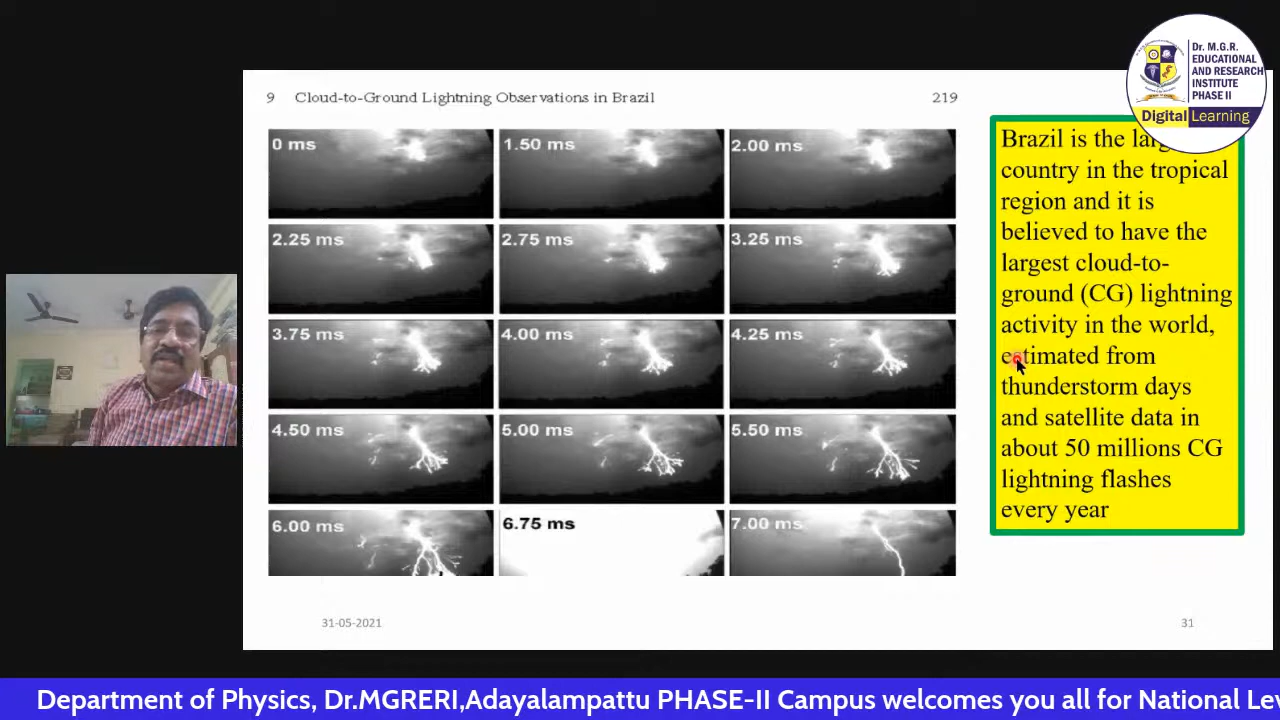 Dr. M.G.R.
EDUCATIONAL
AND RESEARCH
INSTITUTE
PHASE II
Digital Learning
9 Cloud-to-Ground Lightning Observations in Brazil 219
0 ms 1.50 ms 2.00 ms
2.25 ms 2.75 ms 3.25 ms
3.75 ms 4.00 ms 4.25 ms
4.50 ms 5.00 ms 5.50 ms
6.00 ms 6.75 ms 7.00 ms
Brazil is the
country in the tropical
region and it is
believed to have the
largest cloud-to-
ground (CG) lightning
activity in the world,
estimated from
thunderstorm days
and satellite data in
about 50 millions CG
lightning flashes
every year
31-05-2021 31
Department of Physics, Dr.MGRERI,Adayalampattu PHASE-II Campus welcomes you all for National